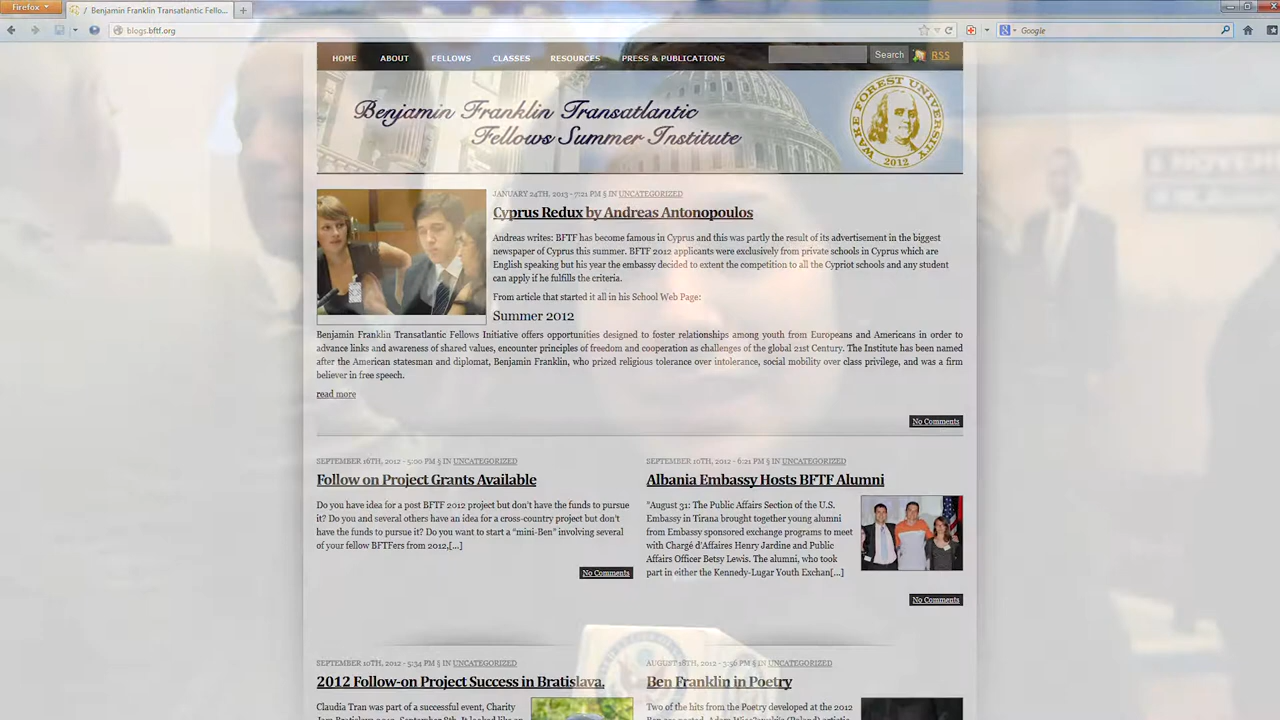 Firefox
/ Benjamin Franklin Transatlantic Fello...
blogs.bftf.org
Google
HOME ABOUT FELLOWS CLASSES RESOURCES PRESS & PUBLICATIONS
Search RSS
Benjamin Franklin Transatlantic
Fellows Summer Institute
WAKE FOREST UNIVERSITY
2012
JANUARY 24TH, 2013 - 7:21 PM § IN UNCATEGORIZED
Cyprus Redux by Andreas Antonopoulos
Andreas writes: BFTF has become famous in Cyprus and this was partly the result of its advertisement in the biggest
newspaper of Cyprus this summer. BFTF 2012 applicants were exclusively from private schools in Cyprus which are
English speaking but his year the embassy decided to extent the competition to all the Cypriot schools and any student
can apply if he fulfills the criteria.
From article that started it all in his School Web Page:
Summer 2012
Benjamin Franklin Transatlantic Fellows Initiative offers opportunities designed to foster relationships among youth from Europeans and Americans in order to
advance links and awareness of shared values, encounter principles of freedom and cooperation as challenges of the global 21st Century. The Institute has been named
after the American statesman and diplomat, Benjamin Franklin, who prized religious tolerance over intolerance, social mobility over class privilege, and was a firm
believer in free speech.
read more
No Comments
SEPTEMBER 16TH, 2012 - 5:00 PM § IN UNCATEGORIZED
Follow on Project Grants Available
Do you have idea for a post BFTF 2012 project but don't have the funds to pursue
it? Do you and several others have an idea for a cross-country project but don't
have the funds to pursue it? Do you want to start a "mini-Ben" involving several
of your fellow BFTFers from 2012,[...]
No Comments
SEPTEMBER 10TH, 2012 - 6:21 PM § IN UNCATEGORIZED
Albania Embassy Hosts BFTF Alumni
"August 31: The Public Affairs Section of the U.S.
Embassy in Tirana brought together young alumni
from Embassy sponsored exchange programs to meet
with Chargé d'Affaires Henry Jardine and Public
Affairs Officer Betsy Lewis. The alumni, who took
part in either the Kennedy-Lugar Youth Exchan[...]
No Comments
SEPTEMBER 10TH, 2012 - 5:34 PM § IN UNCATEGORIZED
2012 Follow-on Project Success in Bratislava.
Claudia Tran was part of a successful event, Charity
AUGUST 18TH, 2012 - 3:56 PM § IN UNCATEGORIZED
Ben Franklin in Poetry
Two of the hits from the Poetry developed at the 2012